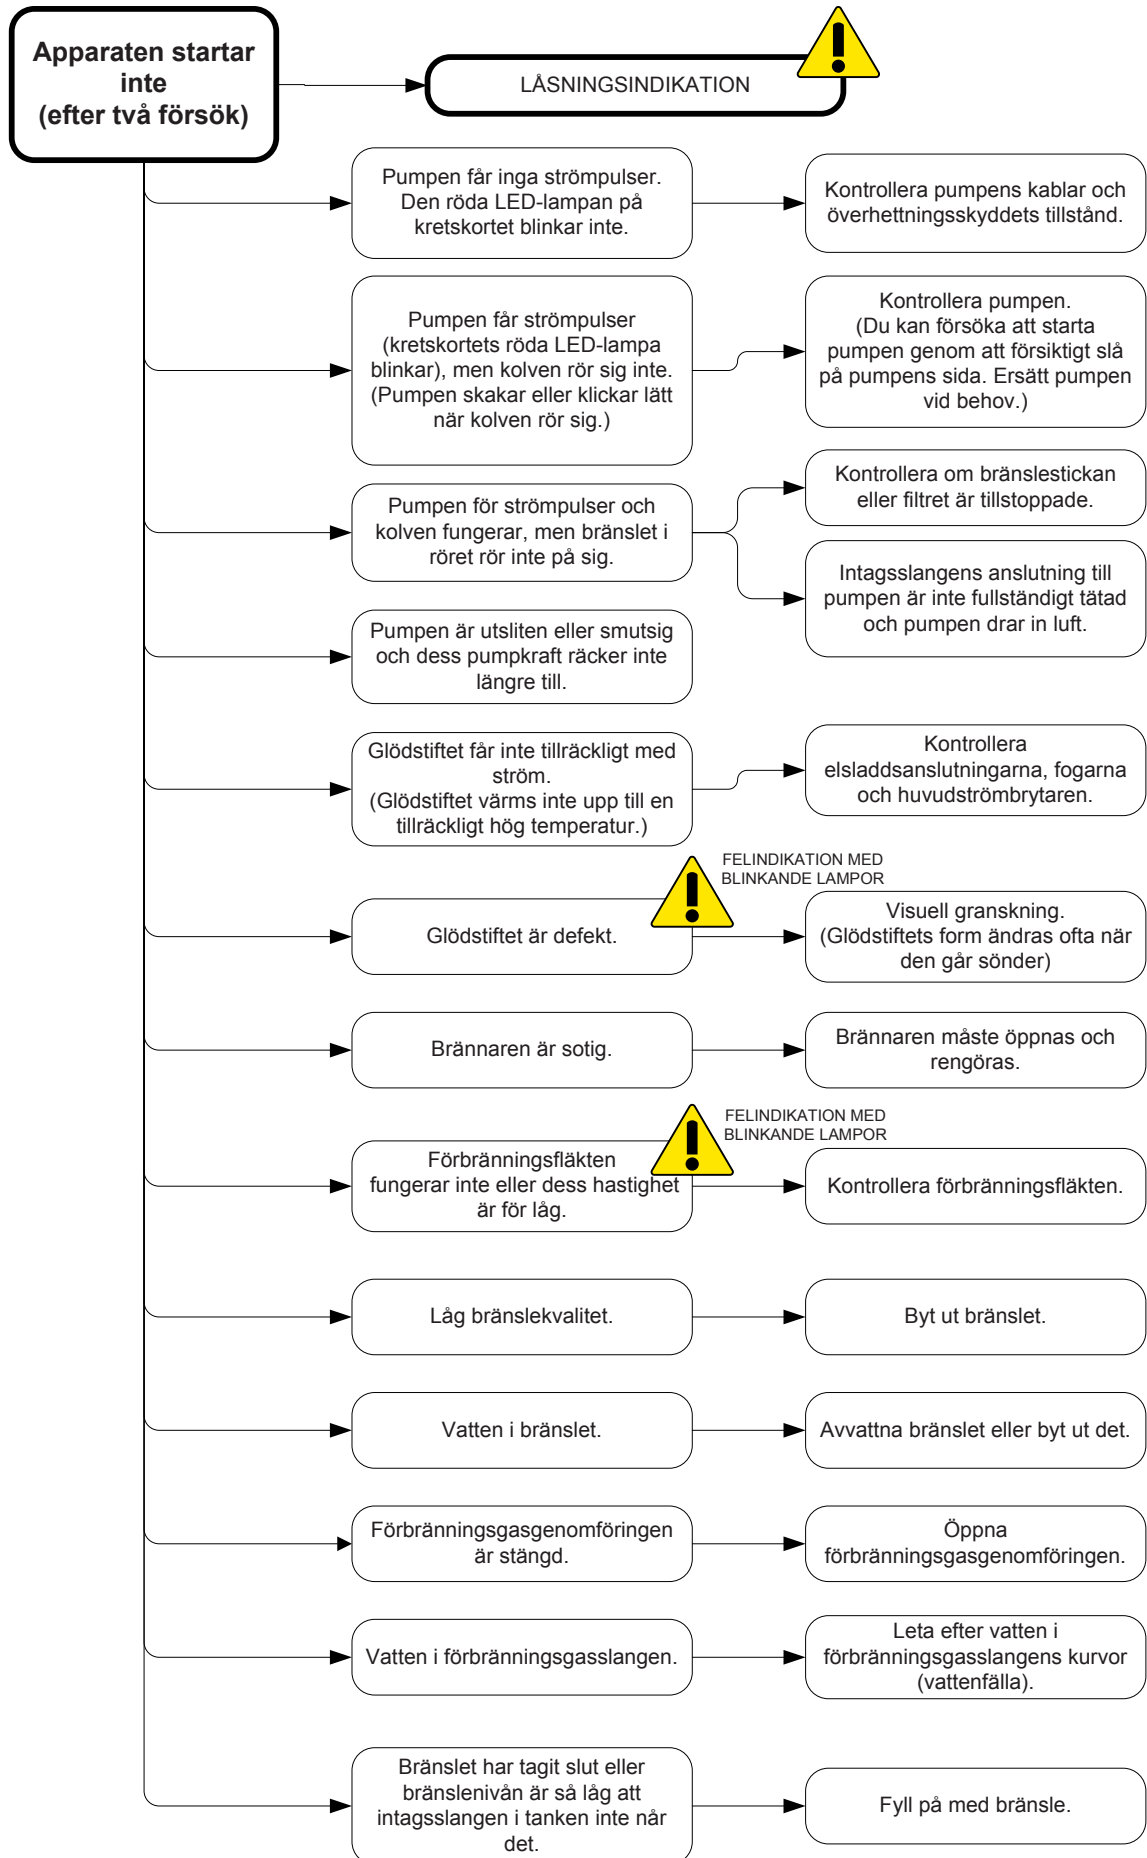 Apparaten startar
inte
(efter två försök)
LÅSNINGSINDIKATION
Pumpen får inga strömpulser.
Den röda LED-lampan på
kretskortet blinkar inte.
Kontrollera pumpens kablar och
överhettningsskyddets tillstånd.
Pumpen får strömpulser
(kretskortets röda LED-lampa
blinkar), men kolven rör sig inte.
(Pumpen skakar eller klickar lätt
när kolven rör sig.)
Kontrollera pumpen.
(Du kan försöka att starta
pumpen genom att försiktigt slå
på pumpens sida. Ersätt pumpen
vid behov.)
Pumpen för strömpulser och
kolven fungerar, men bränslet i
röret rör inte på sig.
Kontrollera om bränslestickan
eller filtret är tillstoppade.
Intagsslangens anslutning till
pumpen är inte fullständigt tätad
och pumpen drar in luft.
Pumpen är utsliten eller smutsig
och dess pumpkraft räcker inte
längre till.
Glödstiftet får inte tillräckligt med
ström.
(Glödstiftet värms inte upp till en
tillräckligt hög temperatur.)
Kontrollera
elsladdsanslutningarna, fogarna
och huvudströmbrytaren.
FELINDIKATION MED
BLINKANDE LAMPOR
Glödstiftet är defekt.
Visuell granskning.
(Glödstiftets form ändras ofta när
den går sönder)
Brännaren är sotig.
Brännaren måste öppnas och
rengöras.
FELINDIKATION MED
BLINKANDE LAMPOR
Förbränningsfläkten
fungerar inte eller dess hastighet
är för låg.
Kontrollera förbränningsfläkten.
Låg bränslekvalitet.
Byt ut bränslet.
Vatten i bränslet.
Avvattna bränslet eller byt ut det.
Förbränningsgasgenomföringen
är stängd.
Öppna
förbränningsgasgenomföringen.
Vatten i förbränningsgasslangen.
Leta efter vatten i
förbränningsgasslangens kurvor
(vattenfälla).
Bränslet har tagit slut eller
bränslenivån är så låg att
intagsslangen i tanken inte når
det.
Fyll på med bränsle.